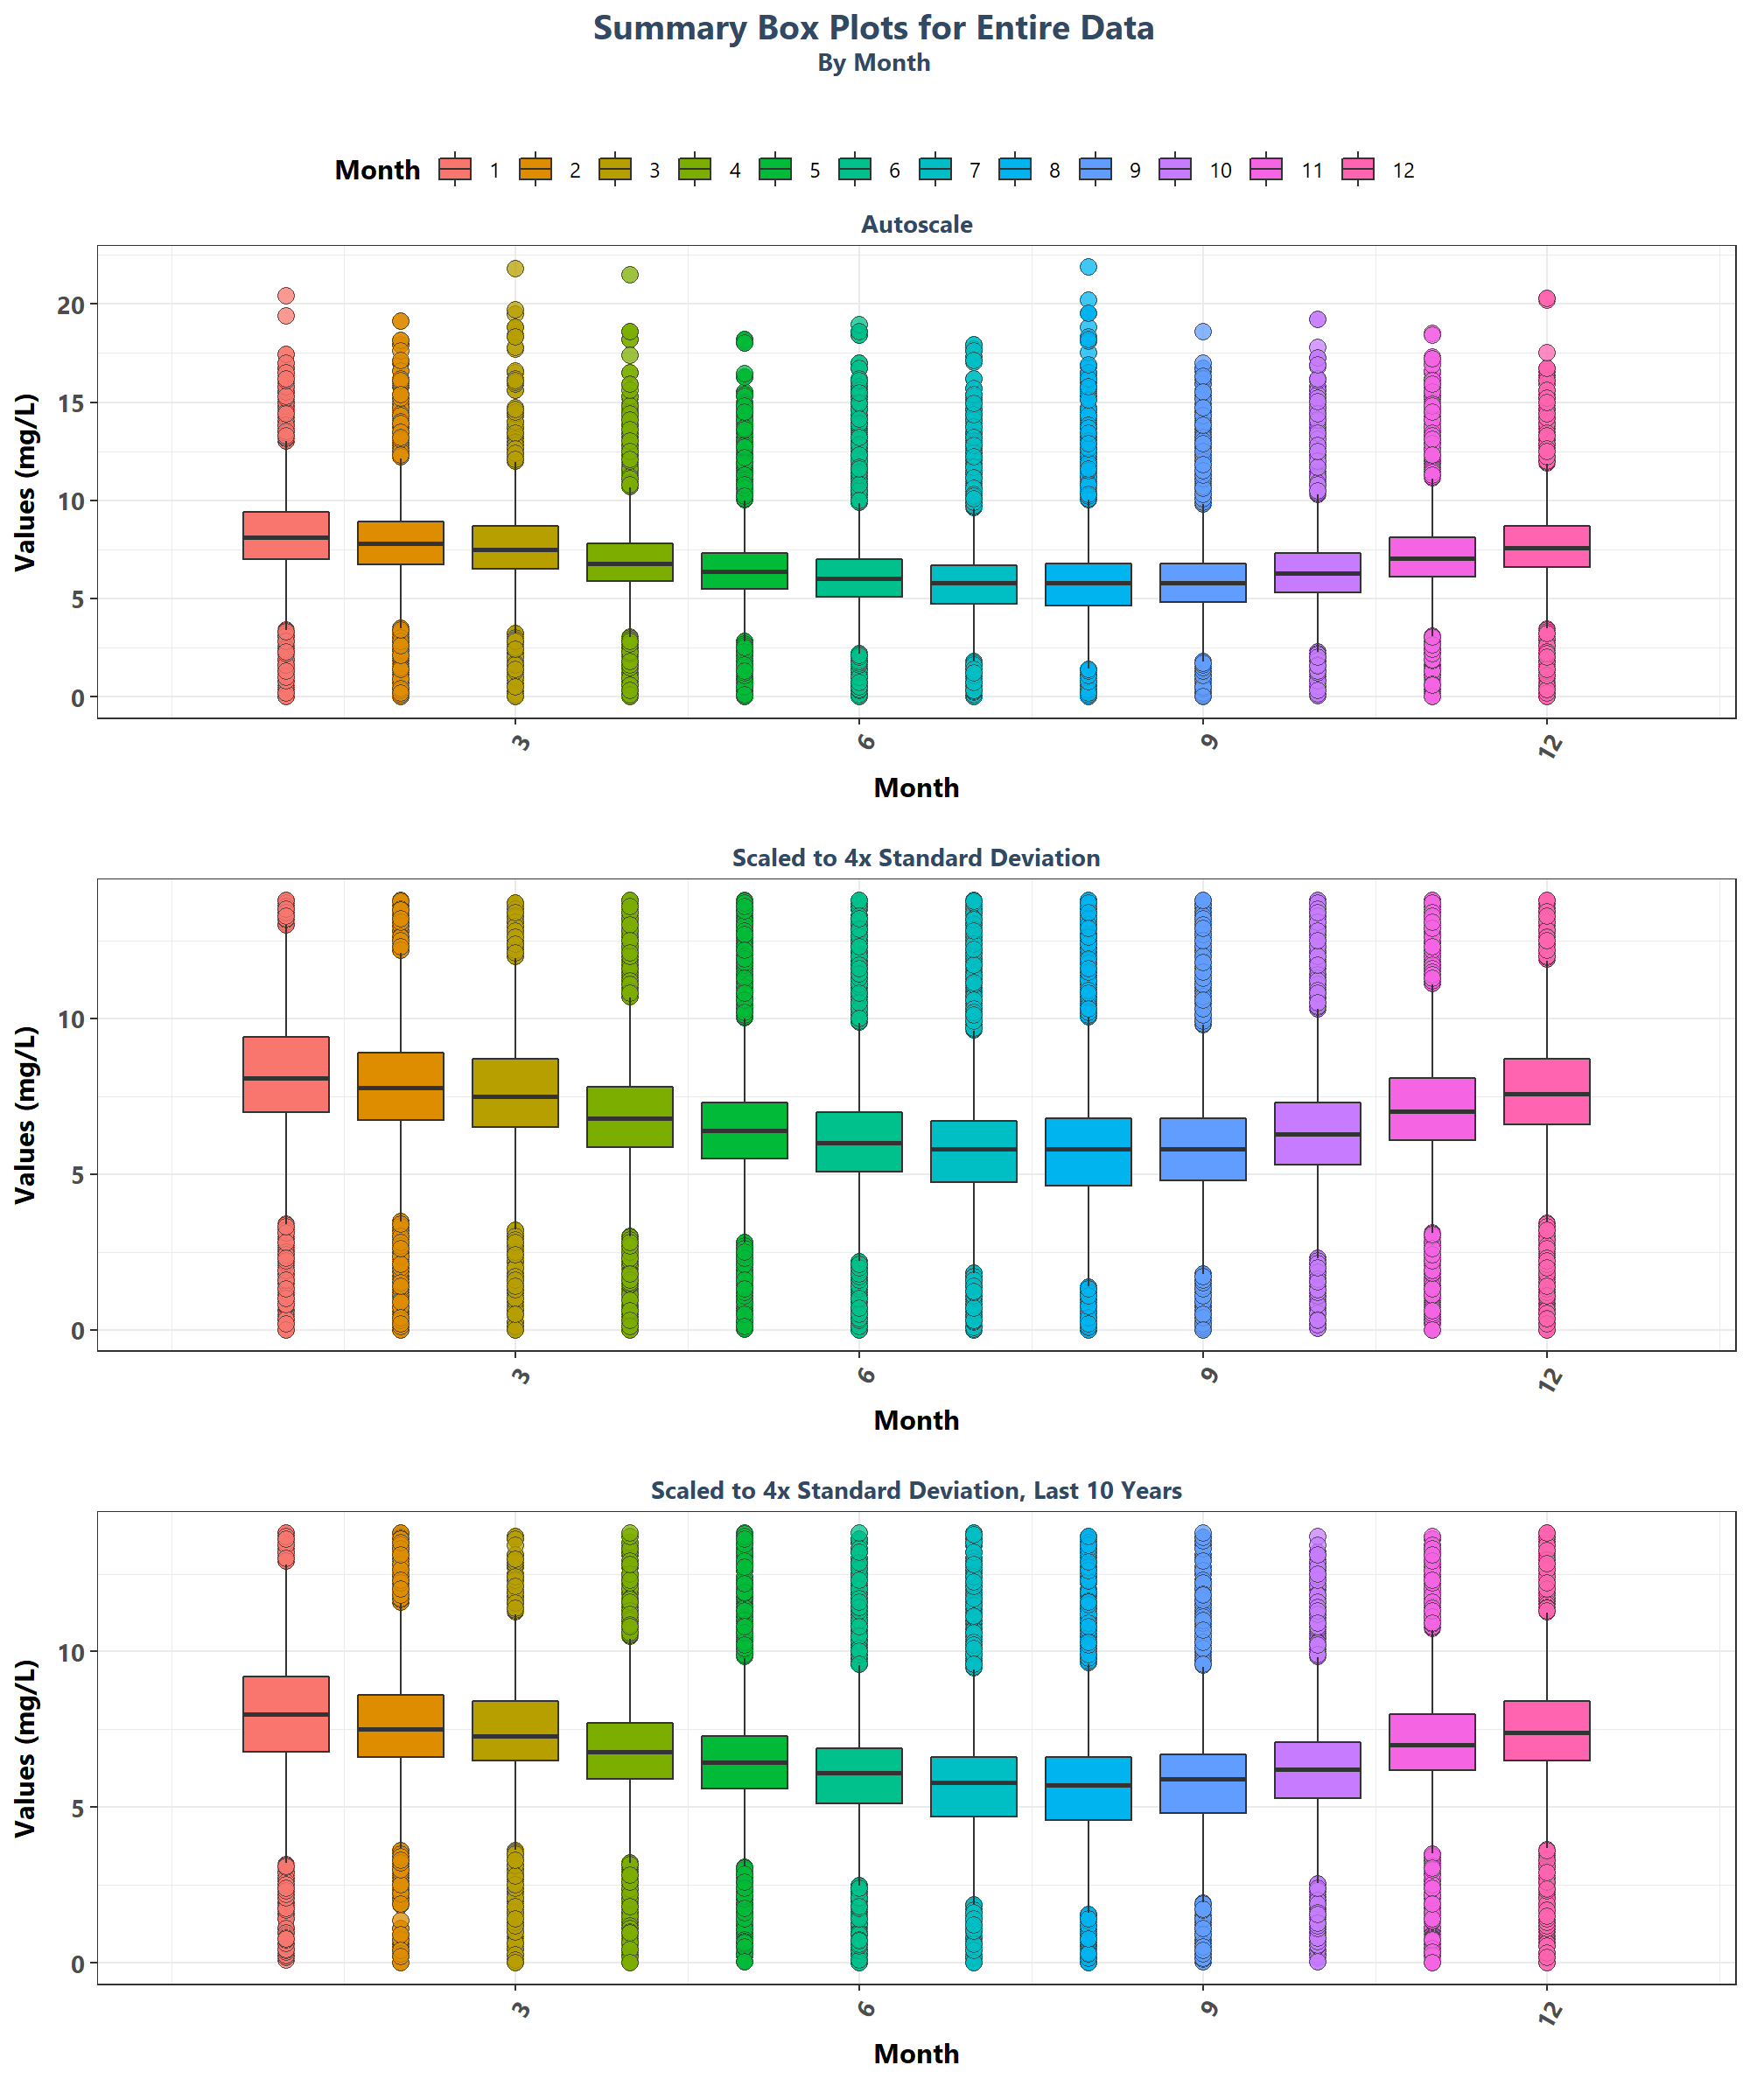 Summary Box Plots for Entire Data
By Month
Month 1 2 3 4 5 6 7 8 9 10 11 12
Autoscale
Values (mg/L)
20
15
10
5
0
3 6 9 12
Month
Scaled to 4x Standard Deviation
Values (mg/L)
10
5
0
3 6 9 12
Month
Scaled to 4x Standard Deviation, Last 10 Years
Values (mg/L)
10
5
0
3 6 9 12
Month